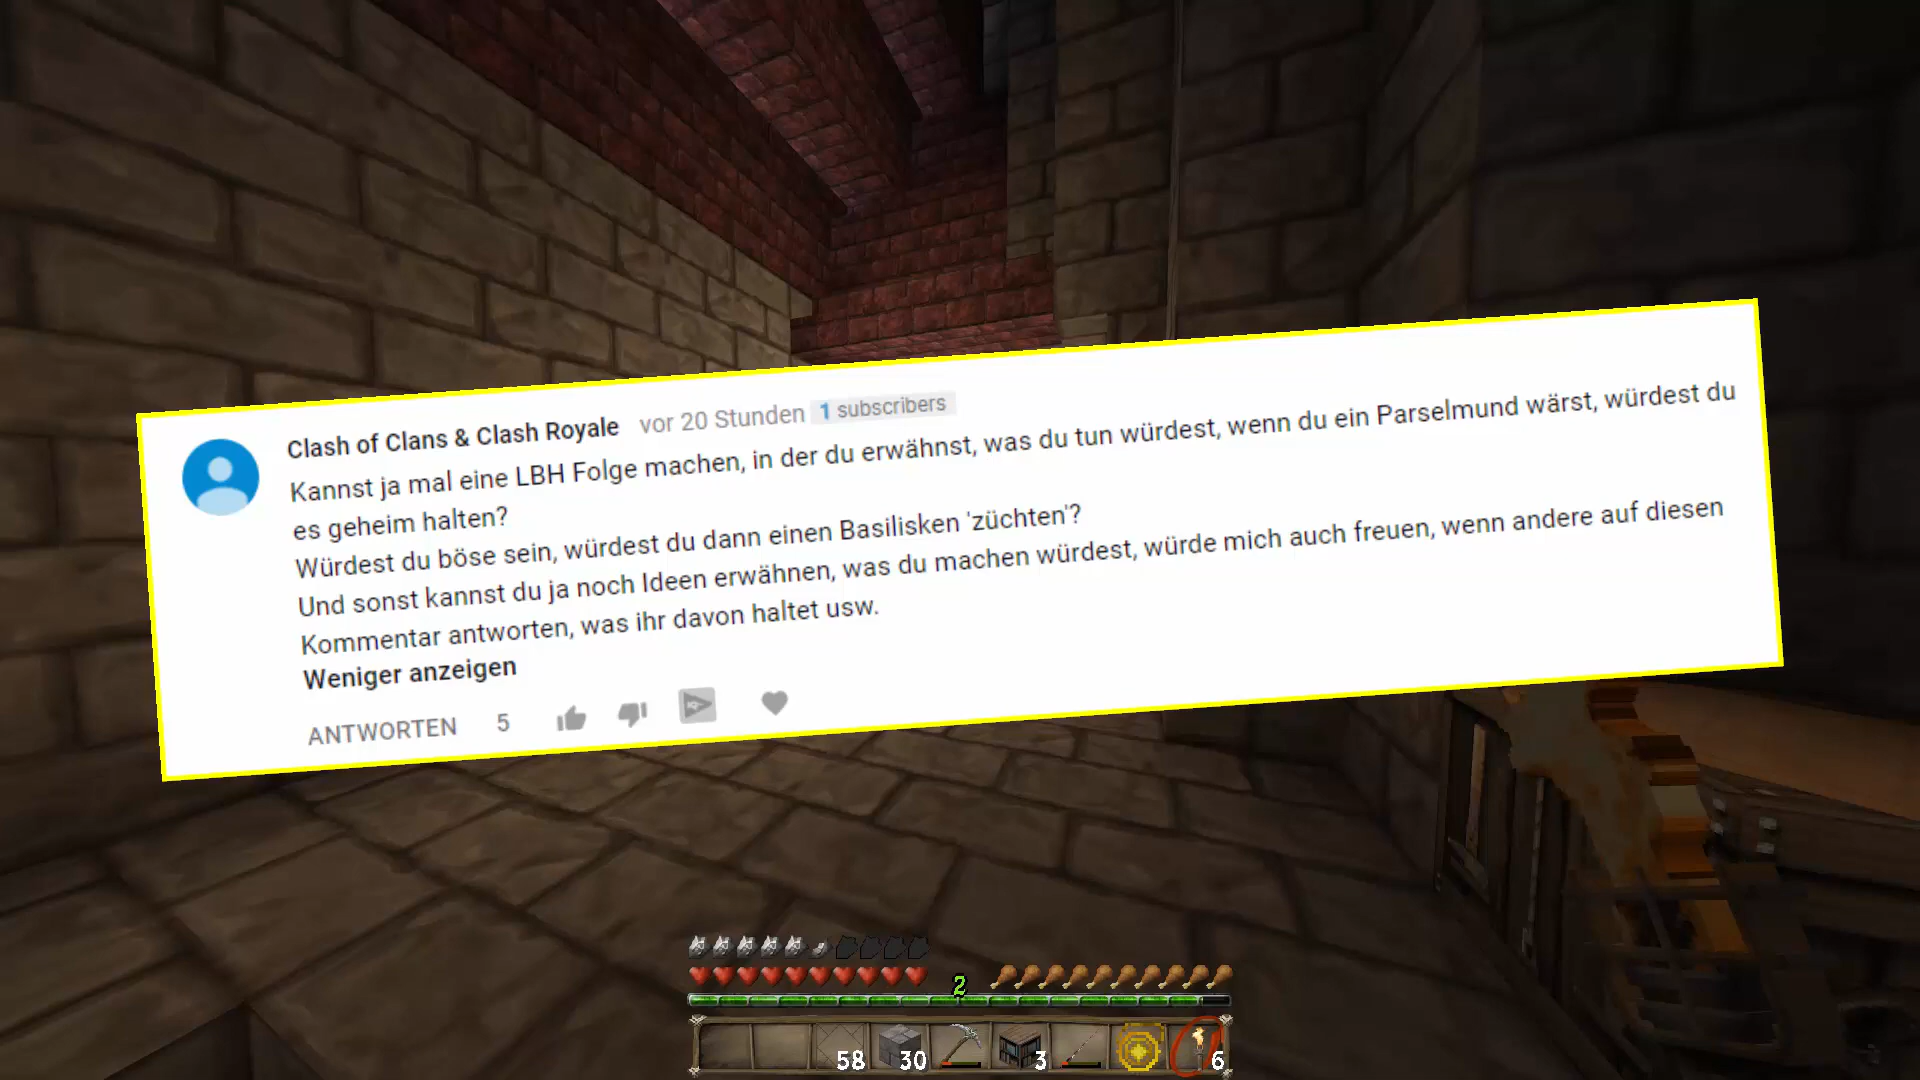 Clash of Clans & Clash Royale vor 20 Stunden 1 subscribers
Kannst ja mal eine LBH Folge machen, in der du erwähnst, was du tun würdest, wenn du ein Parselmund wärst, würdest du
es geheim halten?
Würdest du böse sein, würdest du dann einen Basilisken 'züchten'?
Und sonst kannst du ja noch Ideen erwähnen, was du machen würdest, würde mich auch freuen, wenn andere auf diesen
Kommentar antworten, was ihr davon haltet usw.
Weniger anzeigen
ANTWORTEN 5
2
58 30 3 6